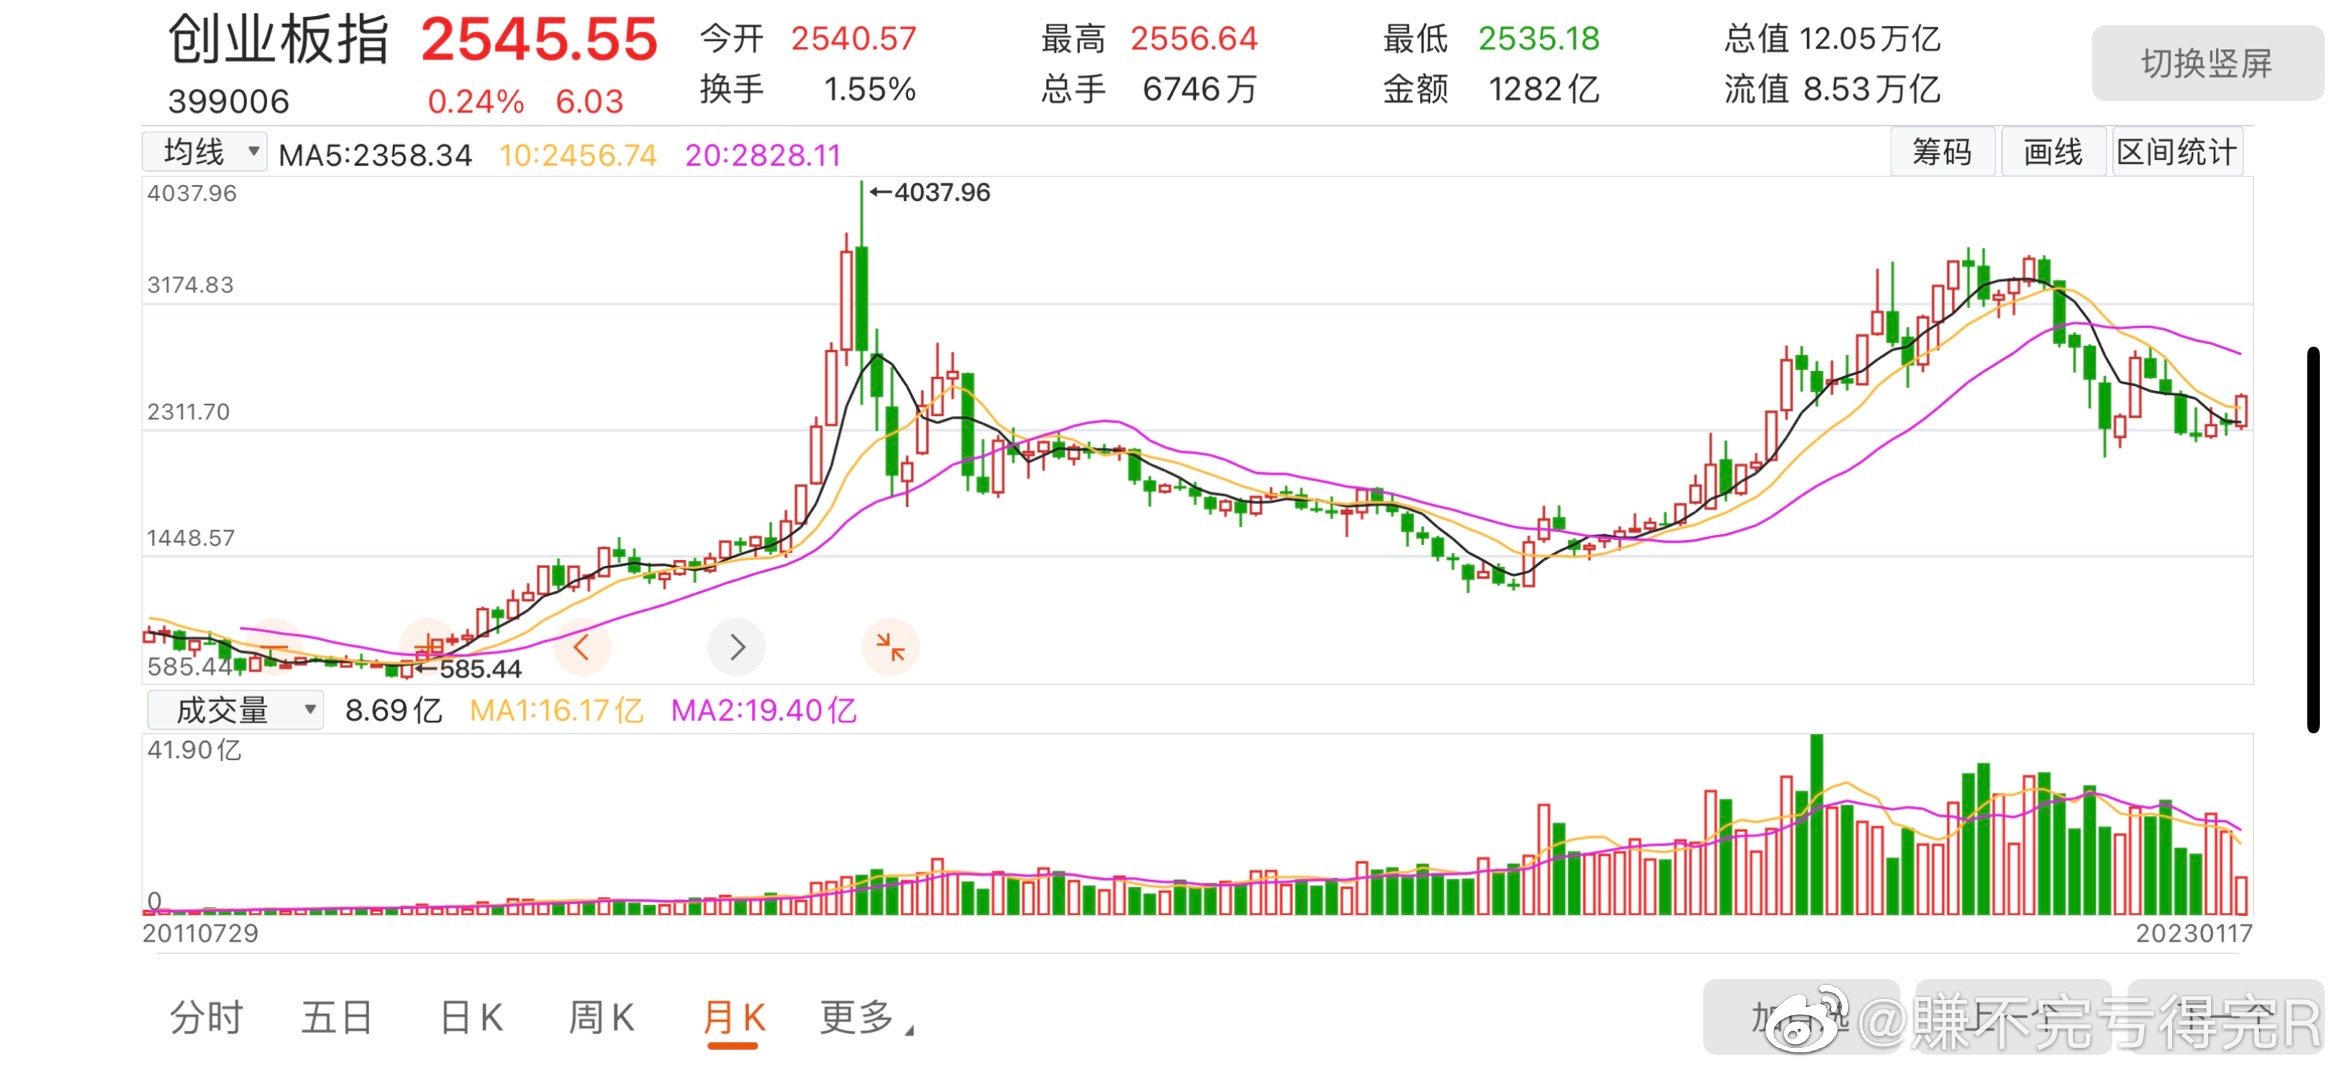 创业板指 2545.55 今开 2540.57 最高 2556.64 最低 2535.18 总值 12.05万亿 切换竖屏
399006 0.24% 6.03 换手 1.55% 总手 6746万 金额 1282亿 流值 8.53万亿
均线 MA5:2358.34 10:2456.74 20:2828.11 筹码 画线 区间统计
4037.96 ←4037.96
3174.83
2311.70
1448.57
585.44 ←585.44
成交量 8.69亿 MA1:16.17亿 MA2:19.40亿
41.90亿
0
20110729 20230117
分时 五日 日K 周K 月K 更多 上一个 下一个
@赚不完亏得完R